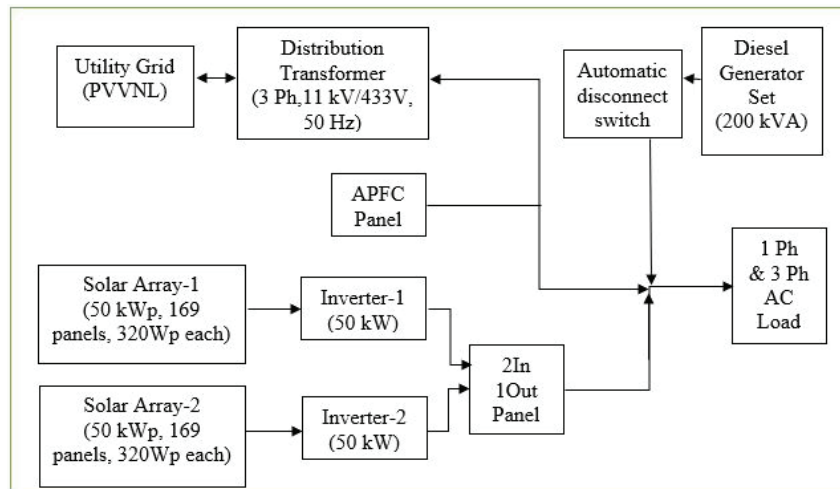 Utility Grid
(PVVNL)
Distribution
Transformer
(3 Ph,11 kV/433V,
50 Hz)
Automatic
disconnect
switch
Diesel
Generator
Set
(200 kVA)
APFC
Panel
1 Ph
& 3 Ph
AC
Load
Solar Array-1
(50 kWp, 169
panels, 320Wp each)
Inverter-1
(50 kW)
2In
1Out
Panel
Solar Array-2
(50 kWp, 169
panels, 320Wp each)
Inverter-2
(50 kW)